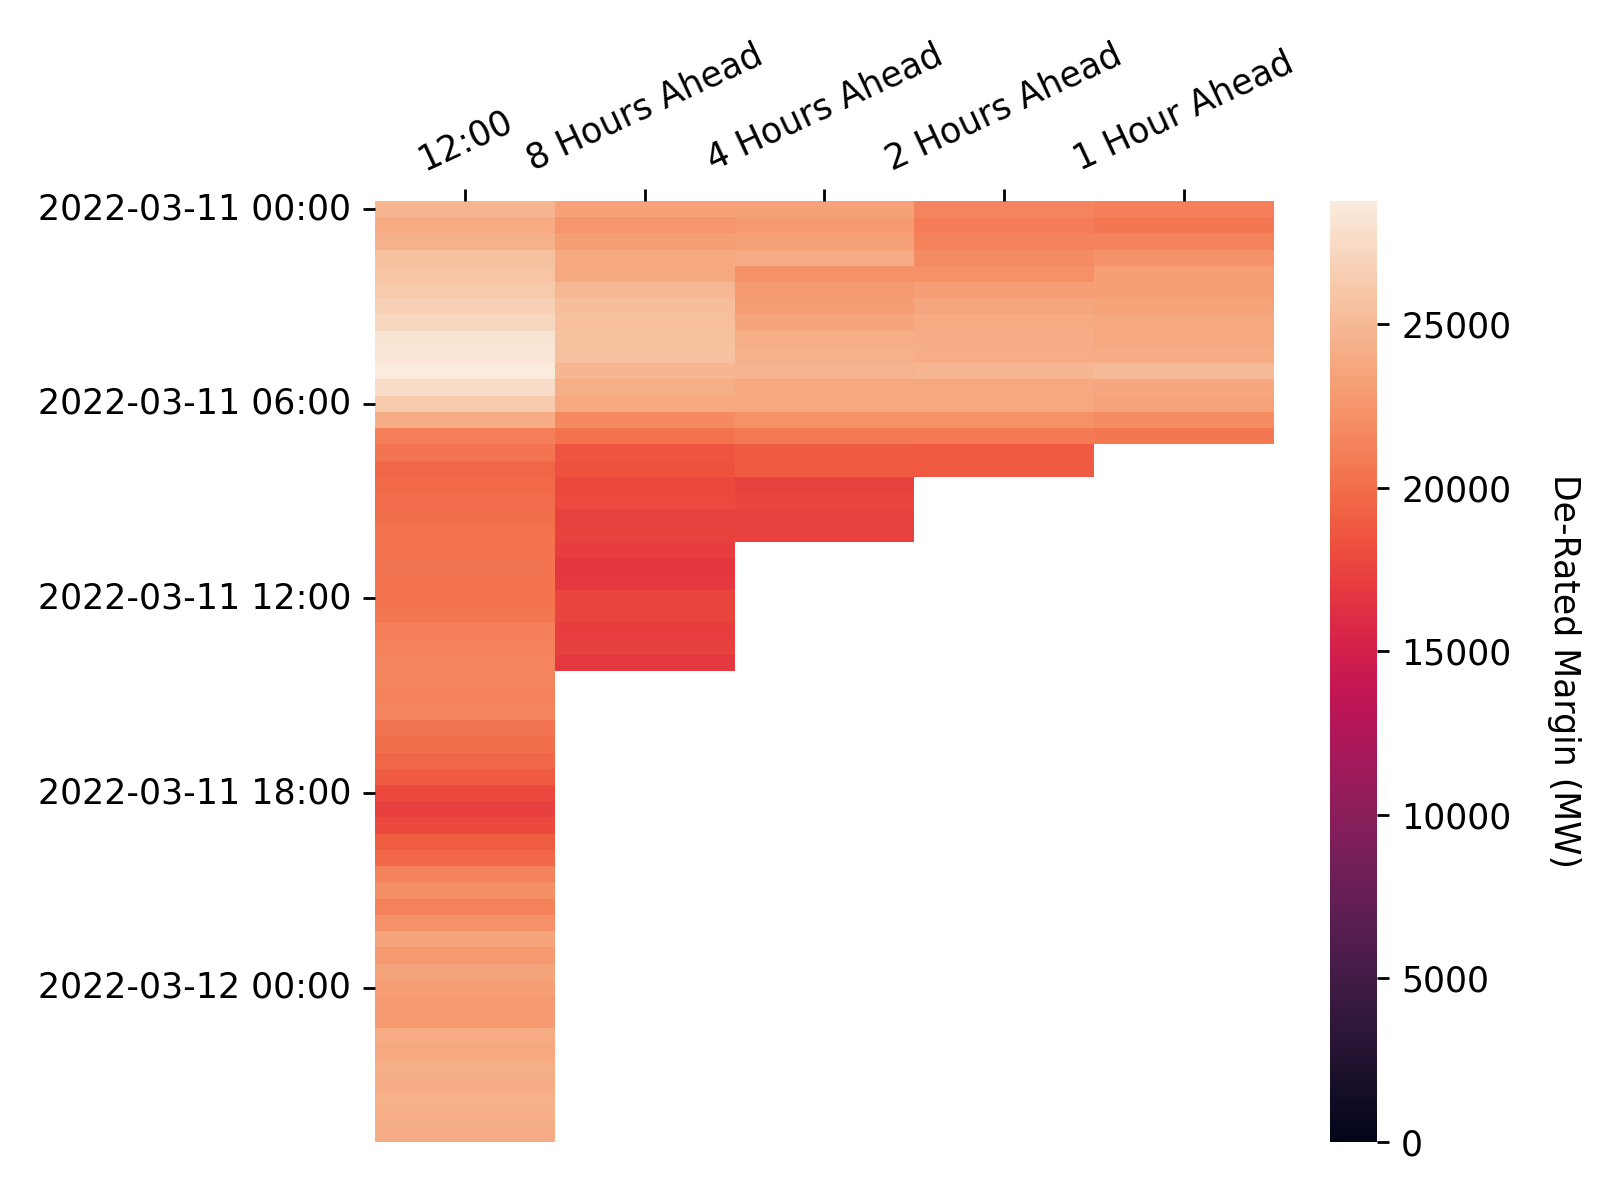 12:00
8 Hours Ahead
4 Hours Ahead
2 Hours Ahead
1 Hour Ahead
2022-03-11 00:00
2022-03-11 06:00
2022-03-11 12:00
2022-03-11 18:00
2022-03-12 00:00
25000
20000
15000
10000
5000
0
De-Rated Margin (MW)